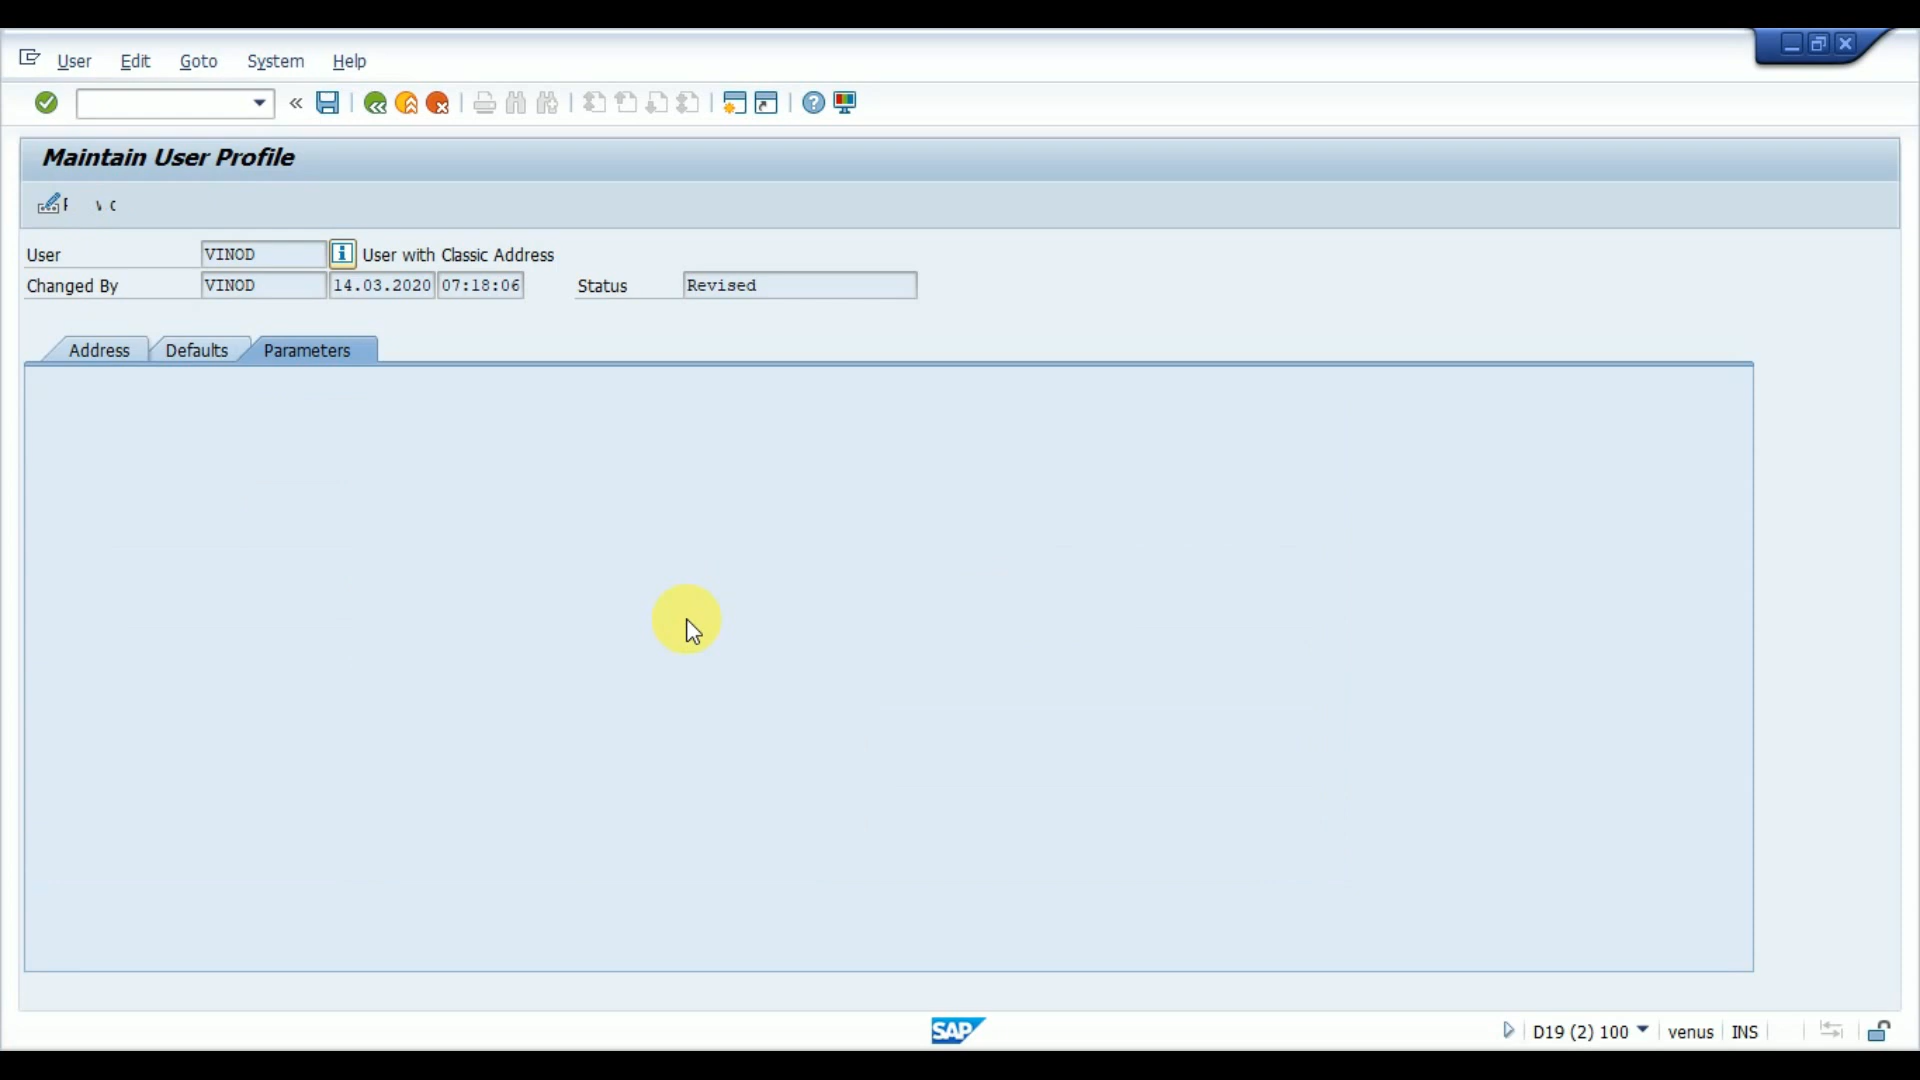 User Edit Goto System Help
Maintain User Profile
User VINOD User with Classic Address
Changed By VINOD 14.03.2020 07:18:06 Status Revised
Address Defaults Parameters
SAP D19 (2) 100 venus INS